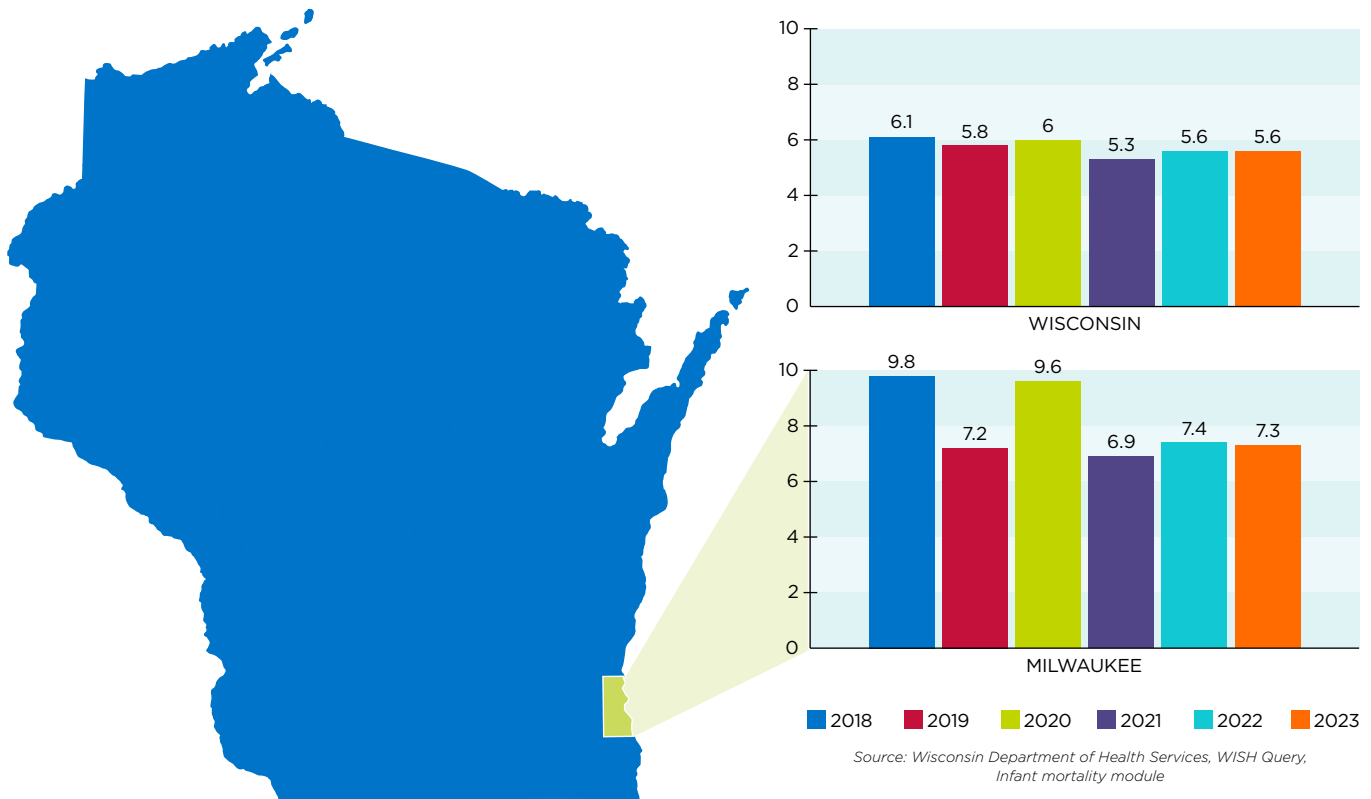 10
8
6
4
2
0
6.1 5.8 6 5.3 5.6 5.6
WISCONSIN
10
8
6
4
2
0
9.8 7.2 9.6 6.9 7.4 7.3
MILWAUKEE
2018 2019 2020 2021 2022 2023
Source: Wisconsin Department of Health Services, WISH Query,
Infant mortality module